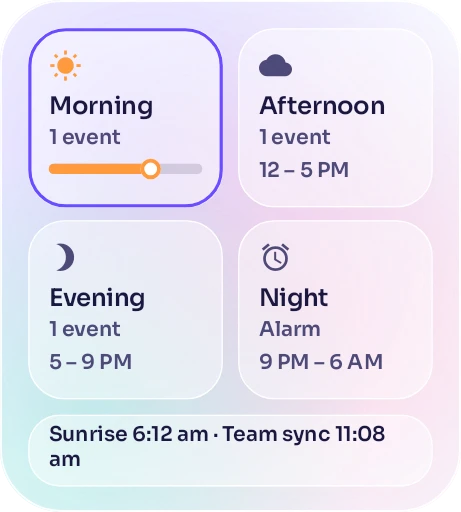 Morning
1 event
Afternoon
1 event
12 – 5 PM
Evening
1 event
5 – 9 PM
Night
Alarm
9 PM – 6 AM
Sunrise 6:12 am · Team sync 11:08
am